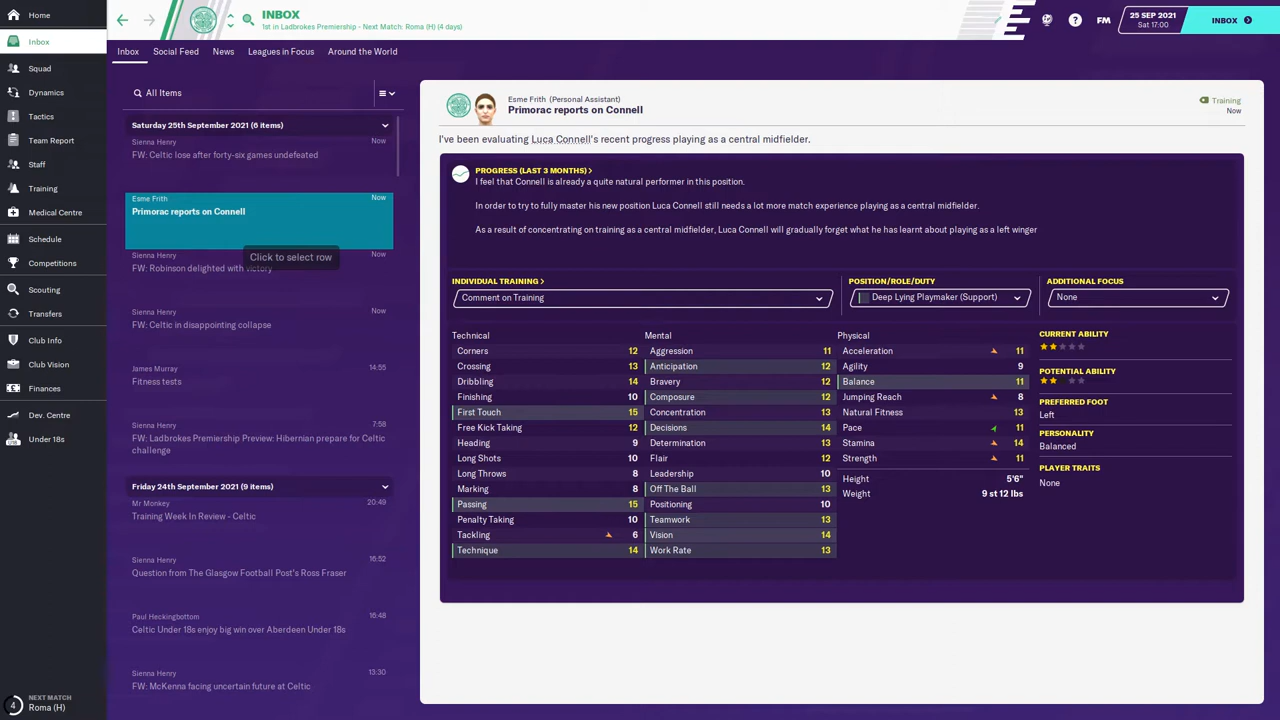 Home
Inbox
Squad
Dynamics
Tactics
Team Report
Staff
Training
Medical Centre
Schedule
Competitions
Scouting
Transfers
Club Info
Club Vision
Finances
Dev. Centre
Under 18s
4
NEXT MATCH
Roma (H)
INBOX
1st in Ladbrokes Premiership - Next Match: Roma (H) (4 days)
?
FM
25 SEP 2021
Sat 17:00
INBOX
Inbox
Social Feed
News
Leagues in Focus
Around the World
All Items
Saturday 25th September 2021 (6 items)
Sienna Henry Now
FW: Celtic lose after forty-six games undefeated
Esme Frith Now
Primorac reports on Connell
Click to select row
Sienna Henry Now
FW: Robinson delighted with victory
Sienna Henry Now
FW: Celtic in disappointing collapse
James Murray 14:55
Fitness tests
Sienna Henry 7:58
FW: Ladbrokes Premiership Preview: Hibernian prepare for Celtic
challenge
Friday 24th September 2021 (9 items)
Mr Monkey 20:49
Training Week In Review - Celtic
Sienna Henry 16:52
Question from The Glasgow Football Post's Ross Fraser
Paul Heckingbottom 16:48
Celtic Under 18s enjoy big win over Aberdeen Under 18s
Sienna Henry 13:30
FW: McKenna facing uncertain future at Celtic
Esme Frith (Personal Assistant)
Primorac reports on Connell
Training
Now
I've been evaluating Luca Connell's recent progress playing as a central midfielder.
PROGRESS (LAST 3 MONTHS)
I feel that Connell is already a quite natural performer in this position.
In order to try to fully master his new position Luca Connell still needs a lot more match experience playing as a central midfielder.
As a result of concentrating on training as a central midfielder, Luca Connell will gradually forget what he has learnt about playing as a left winger
INDIVIDUAL TRAINING
Comment on Training
POSITION/ROLE/DUTY
Deep Lying Playmaker (Support)
ADDITIONAL FOCUS
None
Technical
Corners 12
Crossing 13
Dribbling 14
Finishing 10
First Touch 15
Free Kick Taking 12
Heading 9
Long Shots 10
Long Throws 8
Marking 8
Passing 15
Penalty Taking 10
Tackling 6
Technique 14
Mental
Aggression 11
Anticipation 12
Bravery 12
Composure 12
Concentration 13
Decisions 14
Determination 13
Flair 12
Leadership 10
Off The Ball 13
Positioning 10
Teamwork 13
Vision 14
Work Rate 13
Physical
Acceleration 11
Agility 9
Balance 11
Jumping Reach 8
Natural Fitness 13
Pace 11
Stamina 14
Strength 11
Height 5'6"
Weight 9 st 12 lbs
CURRENT ABILITY
POTENTIAL ABILITY
PREFERRED FOOT
Left
PERSONALITY
Balanced
PLAYER TRAITS
None